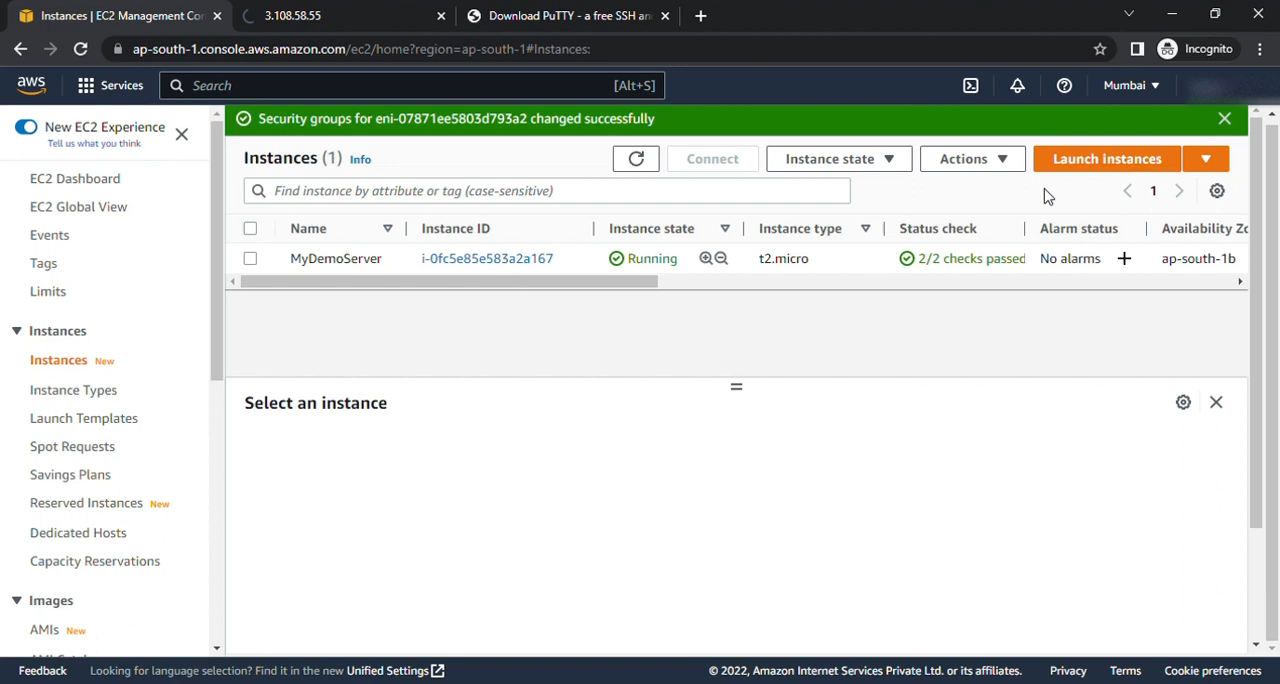 Instances | EC2 Management Con
3.108.58.55
Download PuTTY - a free SSH an
ap-south-1.console.aws.amazon.com/ec2/home?region=ap-south-1#Instances:
Incognito
aws
Services
Search
[Alt+S]
Mumbai
New EC2 Experience
Tell us what you think
EC2 Dashboard
EC2 Global View
Events
Tags
Limits
Instances
Instances New
Instance Types
Launch Templates
Spot Requests
Savings Plans
Reserved Instances New
Dedicated Hosts
Capacity Reservations
Images
AMIs New
Security groups for eni-07871ee5803d793a2 changed successfully
Instances (1) Info
Connect
Instance state
Actions
Launch instances
Find instance by attribute or tag (case-sensitive)
1
Name Instance ID Instance state Instance type Status check Alarm status Availability Zo
MyDemoServer i-0fc5e85e583a2a167 Running t2.micro 2/2 checks passed No alarms ap-south-1b
Select an instance
Feedback Looking for language selection? Find it in the new Unified Settings © 2022, Amazon Internet Services Private Ltd. or its affiliates. Privacy Terms Cookie preferences